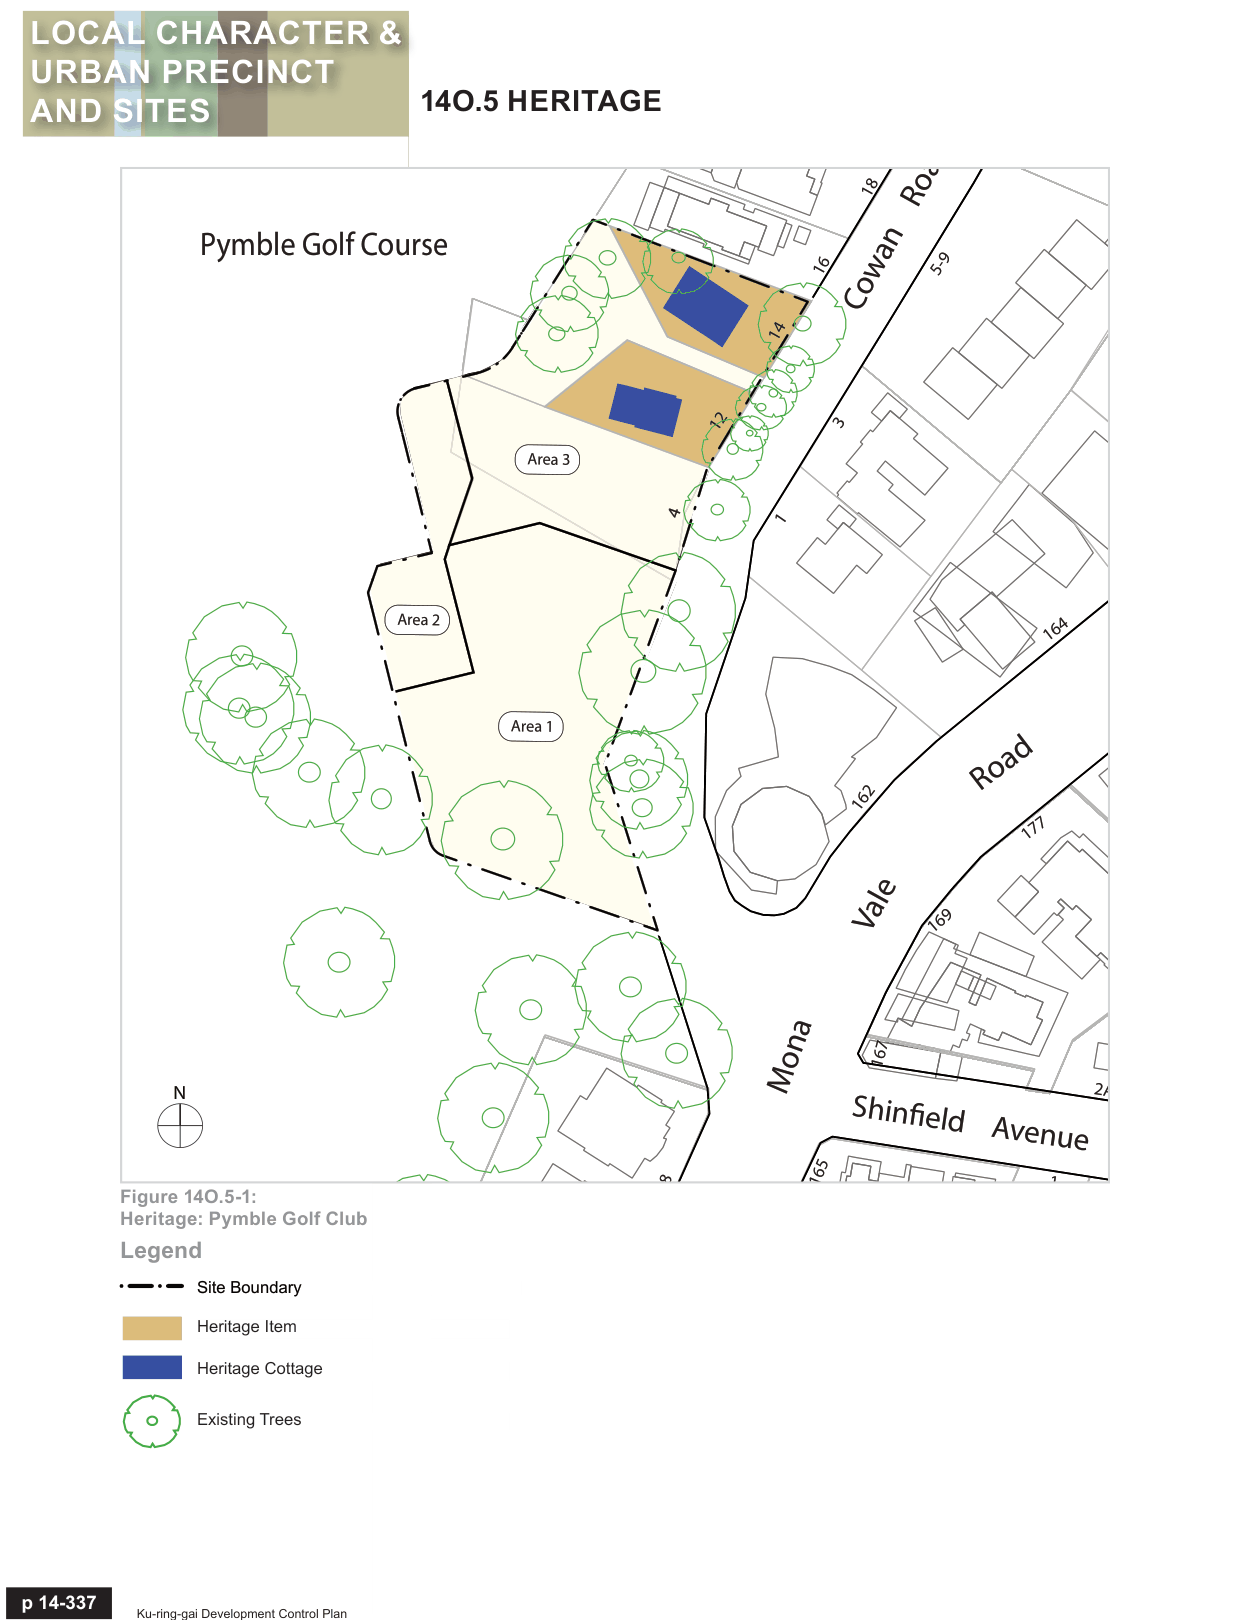 LOCAL CHARACTER &
URBAN PRECINCT
AND SITES
14O.5 HERITAGE
Pymble Golf Course
18
Cowan
16
5-9
14
12
3
Area 3
4
1
Area 2
164
Area 1
Road
162
177
Vale
169
Mona
167
2A
N
Shinfield Avenue
165
Figure 14O.5-1:
Heritage: Pymble Golf Club
Legend
Site Boundary
Heritage Item
Heritage Cottage
Existing Trees
p 14-337
Ku-ring-gai Development Control Plan